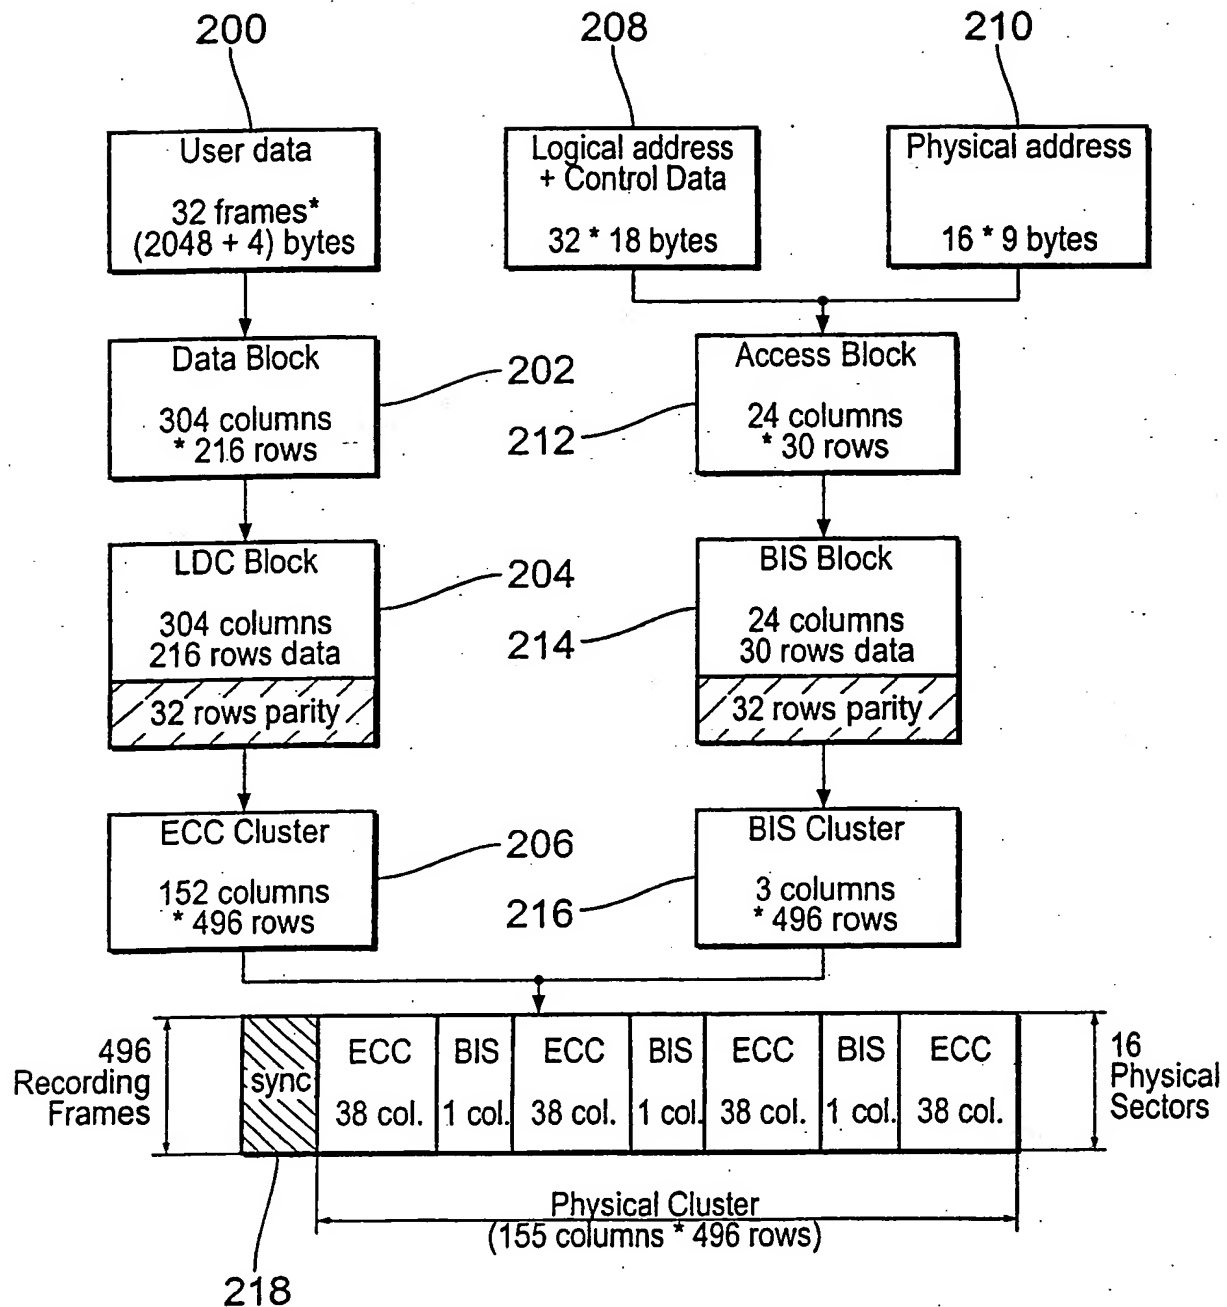 200
208
210
User data
32 frames*
(2048 + 4) bytes
Logical address
+ Control Data
32 * 18 bytes
Physical address
16 * 9 bytes
Data Block
304 columns
* 216 rows
202
Access Block
24 columns
* 30 rows
212
LDC Block
304 columns
216 rows data
32 rows parity
204
BIS Block
24 columns
30 rows data
32 rows parity
214
ECC Cluster
152 columns
* 496 rows
206
BIS Cluster
3 columns
* 496 rows
216
496
Recording
Frames
sync
ECC
38 col.
BIS
1 col.
ECC
38 col.
BIS
1 col.
ECC
38 col.
BIS
1 col.
ECC
38 col.
16
Physical
Sectors
Physical Cluster
(155 columns * 496 rows)
218